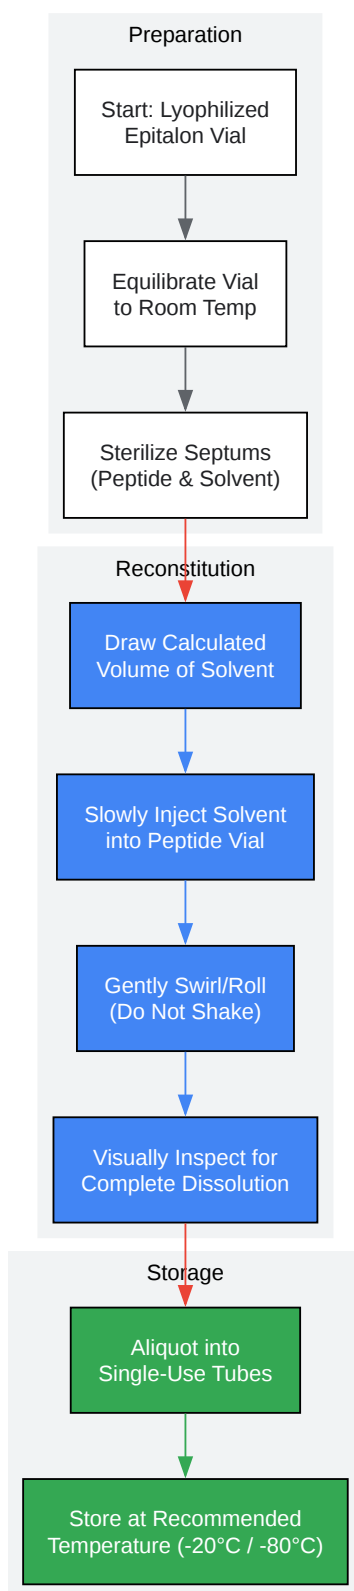 Preparation
Start: Lyophilized
Epitalon Vial
Equilibrate Vial
to Room Temp
Sterilize Septums
(Peptide & Solvent)
Reconstitution
Draw Calculated
Volume of Solvent
Slowly Inject Solvent
into Peptide Vial
Gently Swirl/Roll
(Do Not Shake)
Visually Inspect for
Complete Dissolution
Storage
Aliquot into
Single-Use Tubes
Store at Recommended
Temperature (-20°C / -80°C)